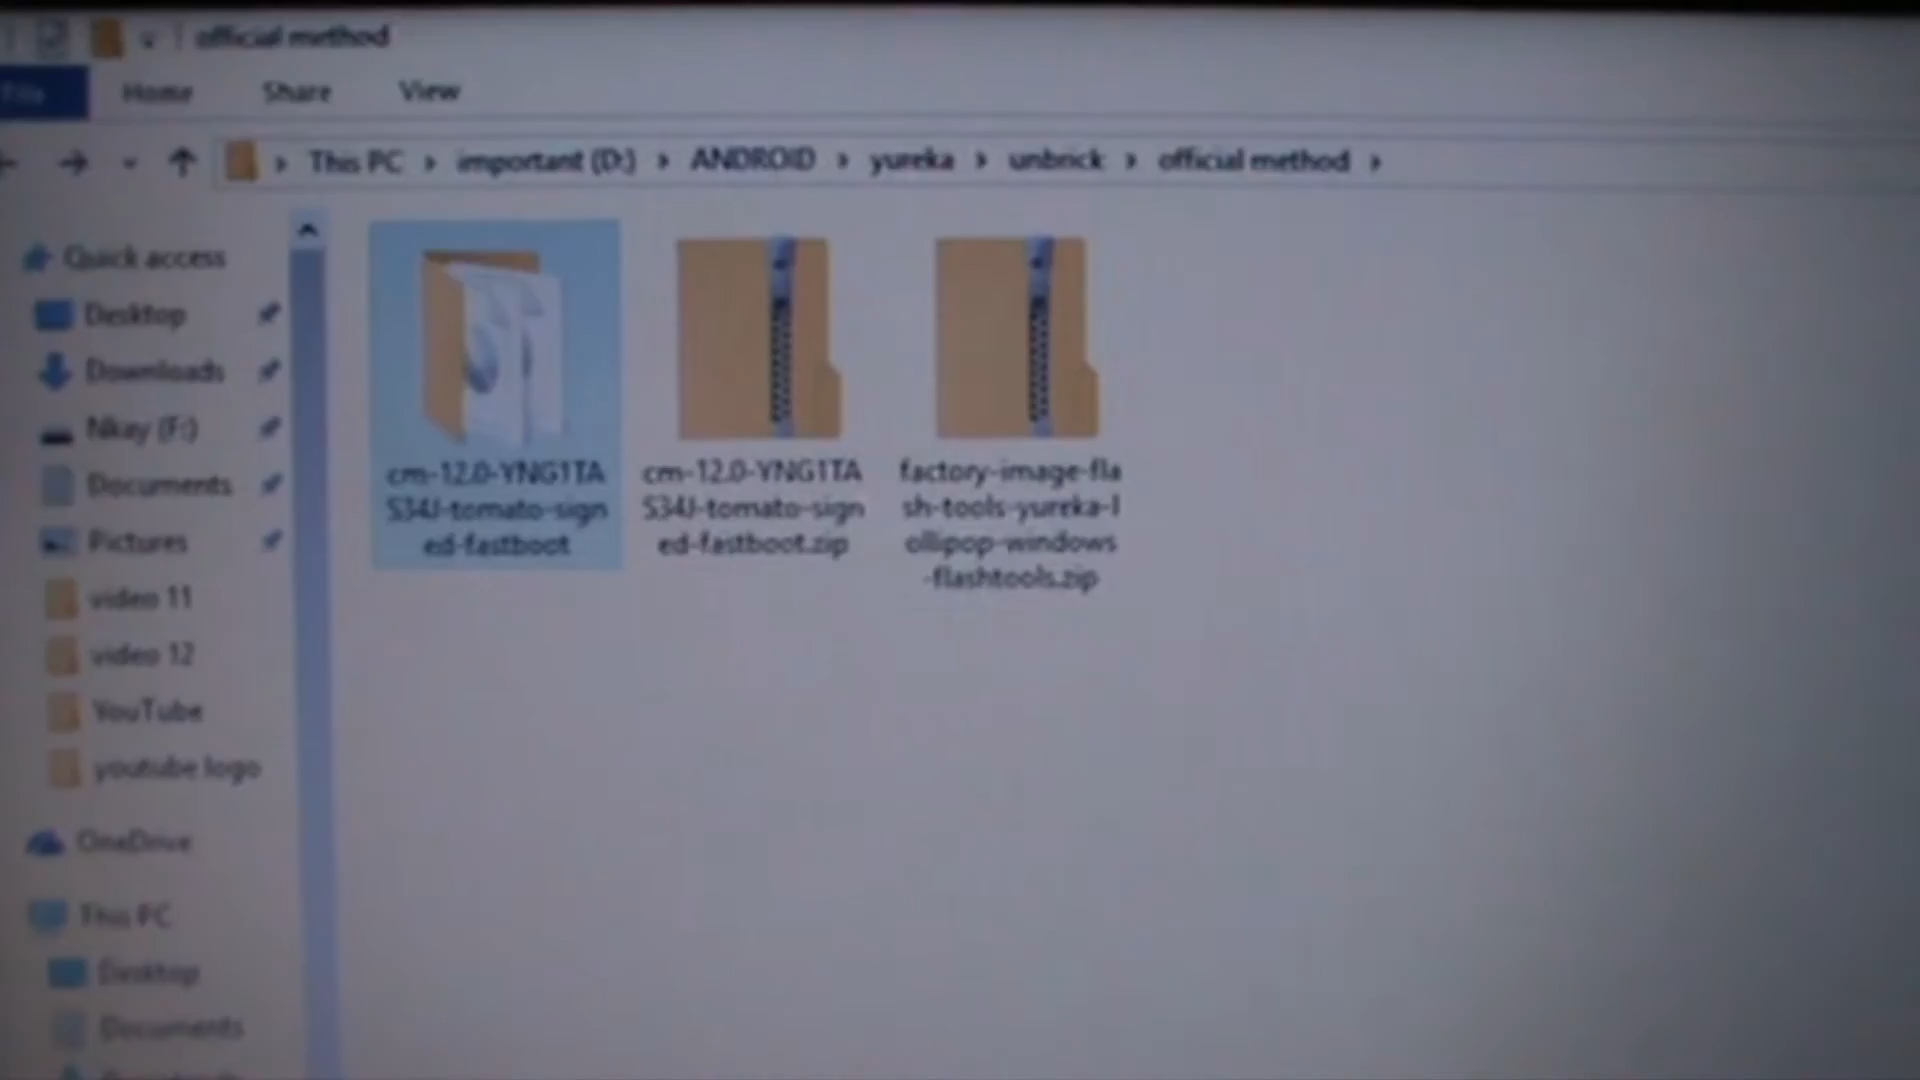 official method
File Home Share View
This PC > important (D:) > ANDROID > yureka > unbrick > official method >
Quick access
Desktop
Downloads
Nkay (F:)
Documents
Pictures
video 11
video 12
YouTube
youtube logo
OneDrive
This PC
Desktop
Documents
cm-12.0-YNG1TA
S34J-tomato-sign
ed-fastboot
cm-12.0-YNG1TA
S34J-tomato-sign
ed-fastboot.zip
factory-image-fla
sh-tools-yureka-l
ollipop-windows
-flashtools.zip